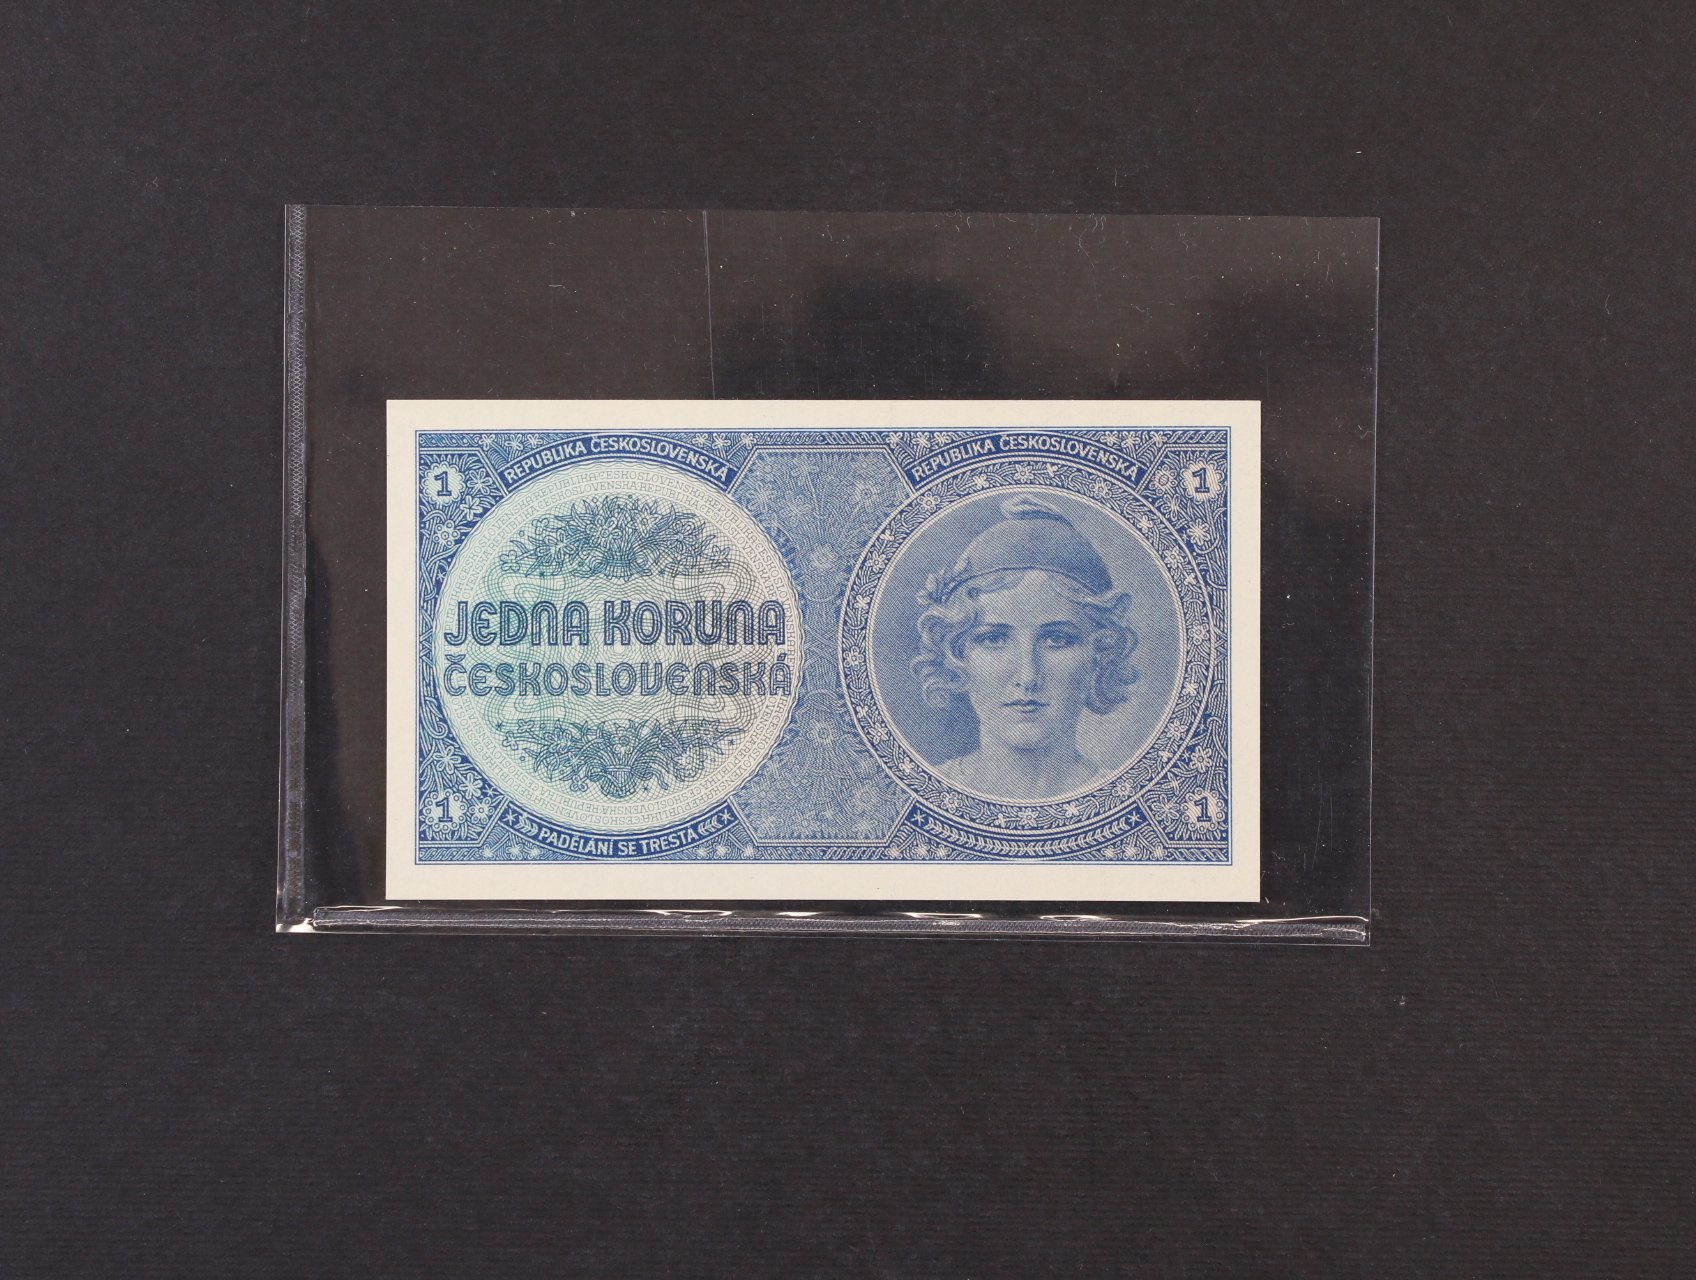 REPUBLIKA ČESKOSLOVENSKÁ
REPUBLIKA ČESKOSLOVENSKÁ
1
1
JEDNA KORUNA
ČESKOSLOVENSKÁ
1
1
PADĚLÁNÍ SE TRESTÁ